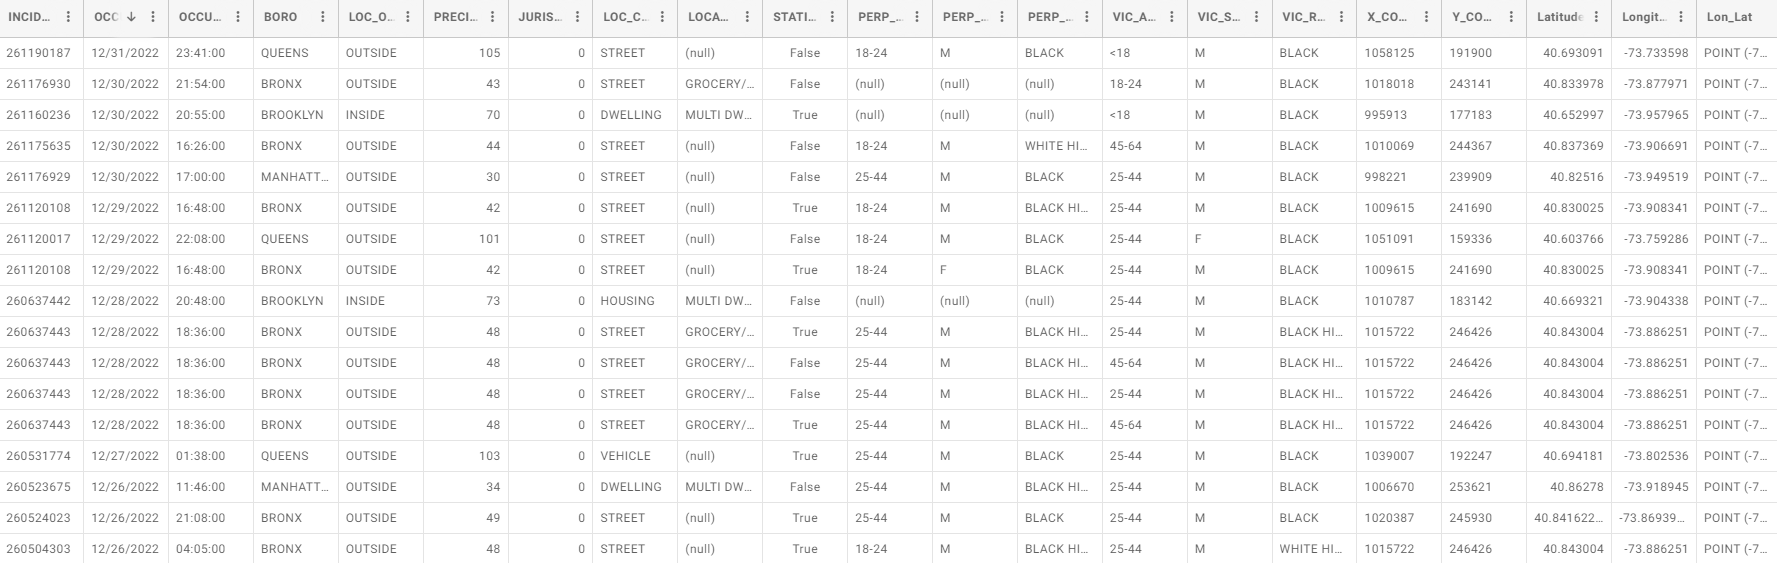 INCID... OCC OCCU... BORO LOC_O... PRECI... JURIS... LOC_C... LOCA... STATI... PERP_... PERP_... PERP_... VIC_A... VIC_S... VIC_R... X_CO... Y_CO... Latitude Longit... Lon_Lat
261190187 12/31/2022 23:41:00 QUEENS OUTSIDE 105 0 STREET (null) False 18-24 M BLACK <18 M BLACK 1058125 191900 40.693091 -73.733598 POINT (-7...
261176930 12/30/2022 21:54:00 BRONX OUTSIDE 43 0 STREET GROCERY/... False (null) (null) (null) 18-24 M BLACK 1018018 243141 40.833978 -73.877971 POINT (-7...
261160236 12/30/2022 20:55:00 BROOKLYN INSIDE 70 0 DWELLING MULTI DW... True (null) (null) (null) <18 M BLACK 995913 177183 40.652997 -73.957965 POINT (-7...
261175635 12/30/2022 16:26:00 BRONX OUTSIDE 44 0 STREET (null) False 18-24 M WHITE HI... 45-64 M BLACK 1010069 244367 40.837369 -73.906691 POINT (-7...
261176929 12/30/2022 17:00:00 MANHATT... OUTSIDE 30 0 STREET (null) False 25-44 M BLACK 25-44 M BLACK 998221 239909 40.82516 -73.949519 POINT (-7...
261120108 12/29/2022 16:48:00 BRONX OUTSIDE 42 0 STREET (null) True 18-24 M BLACK HI... 25-44 M BLACK 1009615 241690 40.830025 -73.908341 POINT (-7...
261120017 12/29/2022 22:08:00 QUEENS OUTSIDE 101 0 STREET (null) False 18-24 M BLACK 25-44 F BLACK 1051091 159336 40.603766 -73.759286 POINT (-7...
261120108 12/29/2022 16:48:00 BRONX OUTSIDE 42 0 STREET (null) True 18-24 F BLACK 25-44 M BLACK 1009615 241690 40.830025 -73.908341 POINT (-7...
260637442 12/28/2022 20:48:00 BROOKLYN INSIDE 73 0 HOUSING MULTI DW... False (null) (null) (null) 25-44 M BLACK 1010787 183142 40.669321 -73.904338 POINT (-7...
260637443 12/28/2022 18:36:00 BRONX OUTSIDE 48 0 STREET GROCERY/... True 25-44 M BLACK HI... 25-44 M BLACK HI... 1015722 246426 40.843004 -73.886251 POINT (-7...
260637443 12/28/2022 18:36:00 BRONX OUTSIDE 48 0 STREET GROCERY/... False 25-44 M BLACK HI... 45-64 M BLACK HI... 1015722 246426 40.843004 -73.886251 POINT (-7...
260637443 12/28/2022 18:36:00 BRONX OUTSIDE 48 0 STREET GROCERY/... False 25-44 M BLACK HI... 25-44 M BLACK HI... 1015722 246426 40.843004 -73.886251 POINT (-7...
260637443 12/28/2022 18:36:00 BRONX OUTSIDE 48 0 STREET GROCERY/... True 25-44 M BLACK HI... 45-64 M BLACK HI... 1015722 246426 40.843004 -73.886251 POINT (-7...
260531774 12/27/2022 01:38:00 QUEENS OUTSIDE 103 0 VEHICLE (null) True 25-44 M BLACK 25-44 M BLACK 1039007 192247 40.694181 -73.802536 POINT (-7...
260523675 12/26/2022 11:46:00 MANHATT... OUTSIDE 34 0 DWELLING MULTI DW... False 25-44 M BLACK HI... 25-44 M BLACK 1006670 253621 40.86278 -73.918945 POINT (-7...
260524023 12/26/2022 21:08:00 BRONX OUTSIDE 49 0 STREET (null) True 25-44 M BLACK 25-44 M BLACK 1020387 245930 40.841622... -73.86939... POINT (-7...
260504303 12/26/2022 04:05:00 BRONX OUTSIDE 48 0 STREET (null) True 18-24 M BLACK HI... 25-44 M WHITE HI... 1015722 246426 40.843004 -73.886251 POINT (-7...